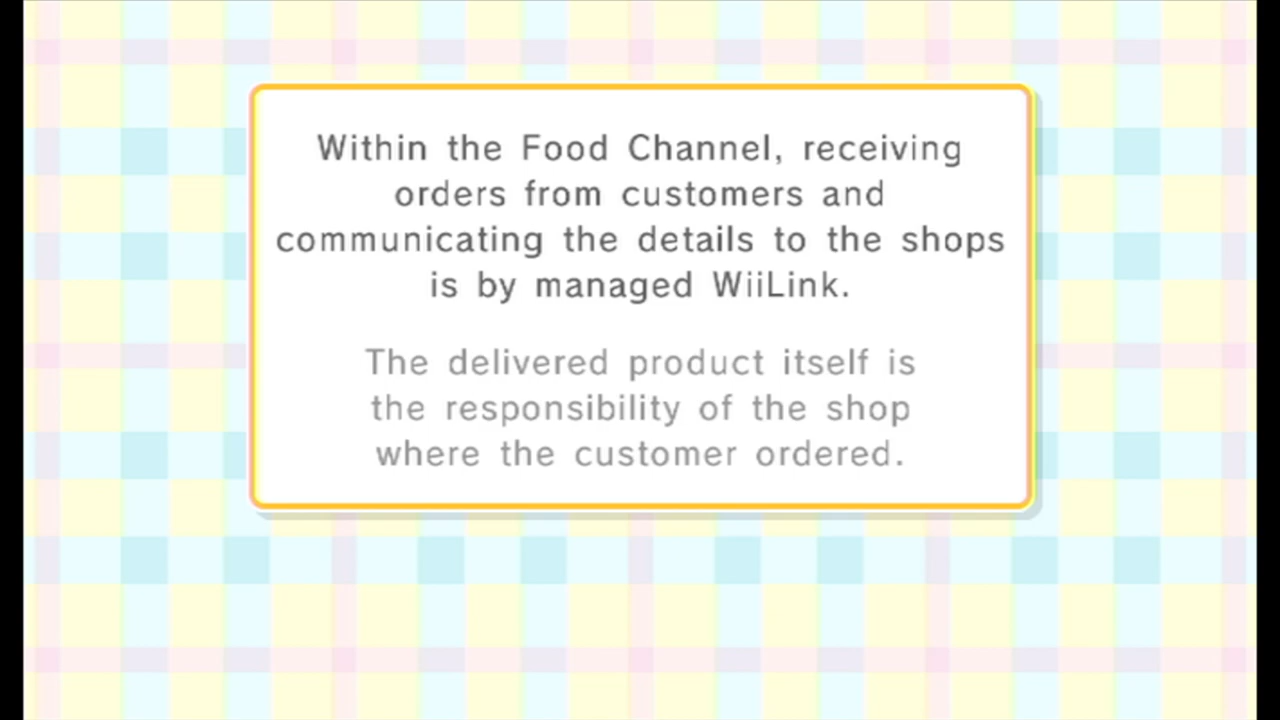 Within the Food Channel, receiving
orders from customers and
communicating the details to the shops
is by managed WiiLink.
The delivered product itself is
the responsibility of the shop
where the customer ordered.